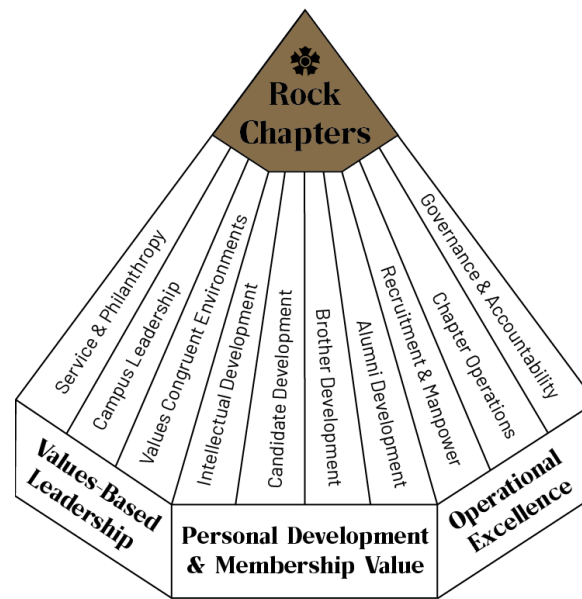 Rock
Chapters
Service & Philanthropy
Campus Leadership
Values Congruent Environments
Intellectual Development
Candidate Development
Brother Development
Alumni Development
Recruitment & Manpower
Chapter Operations
Governance & Accountability
Values-Based
Leadership
Personal Development
& Membership Value
Operational
Excellence